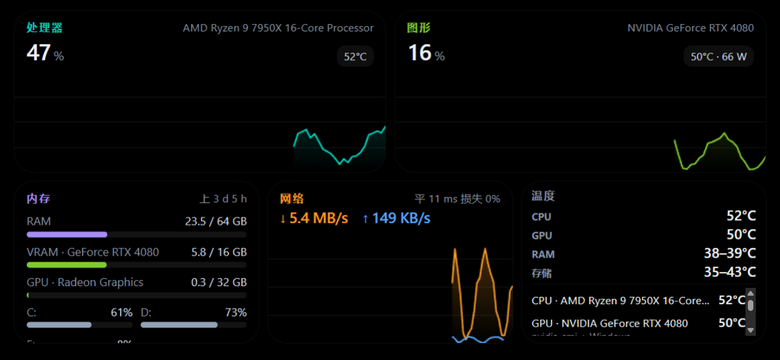 处理器 AMD Ryzen 9 7950X 16-Core Processor
47 % 52°C
图形 NVIDIA GeForce RTX 4080
16 % 50°C · 66 W
内存 上 3 d 5 h
RAM 23.5 / 64 GB
VRAM · GeForce RTX 4080 5.8 / 16 GB
GPU · Radeon Graphics 0.3 / 32 GB
C: 61% D: 73%
网络 平 11 ms 损失 0%
↓ 5.4 MB/s ↑ 149 KB/s
温度
CPU 52°C
GPU 50°C
RAM 38–39°C
存储 35–43°C
CPU · AMD Ryzen 9 7950X 16-Core... 52°C
GPU · NVIDIA GeForce RTX 4080 50°C